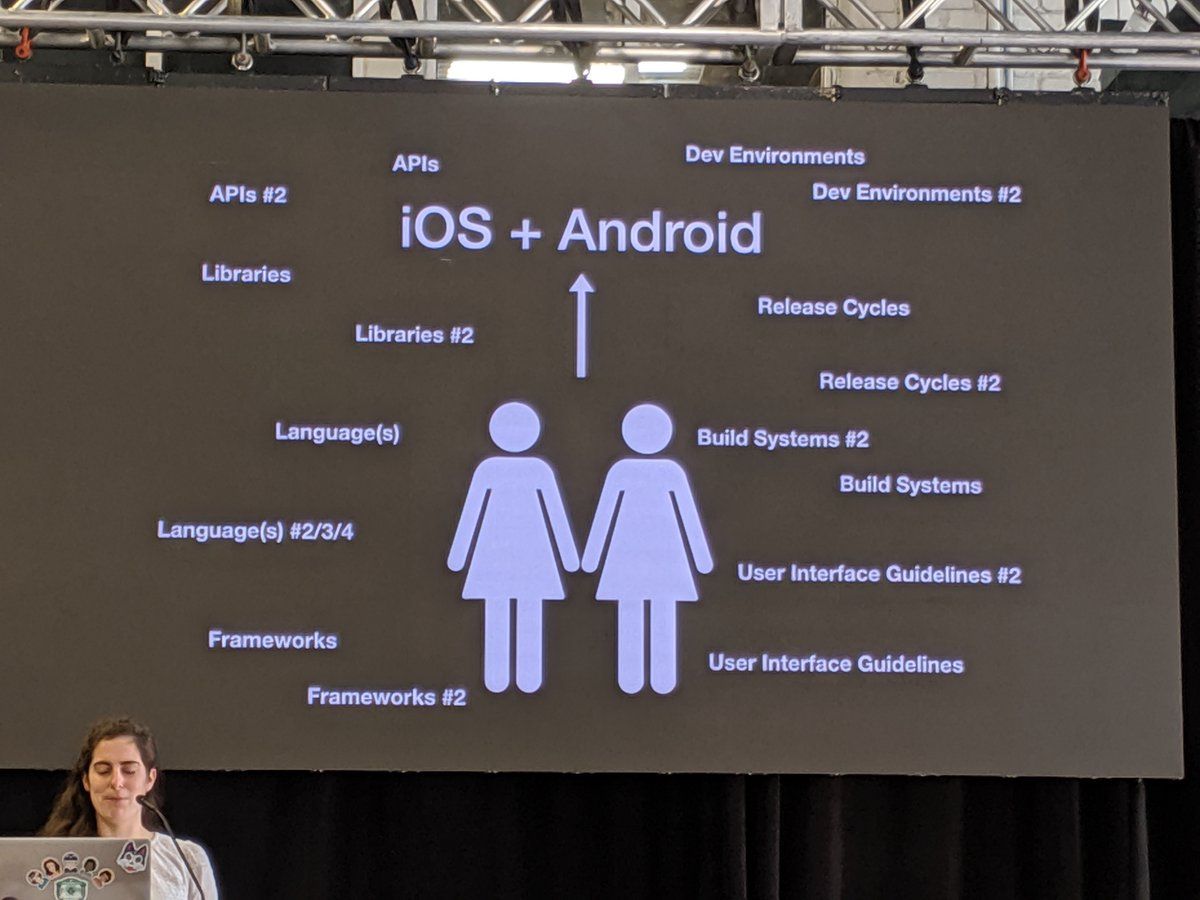 APIs
Dev Environments
APIs #2
Dev Environments #2
iOS + Android
Libraries
Release Cycles
Libraries #2
Release Cycles #2
Language(s)
Build Systems #2
Build Systems
Language(s) #2/3/4
User Interface Guidelines #2
Frameworks
User Interface Guidelines
Frameworks #2